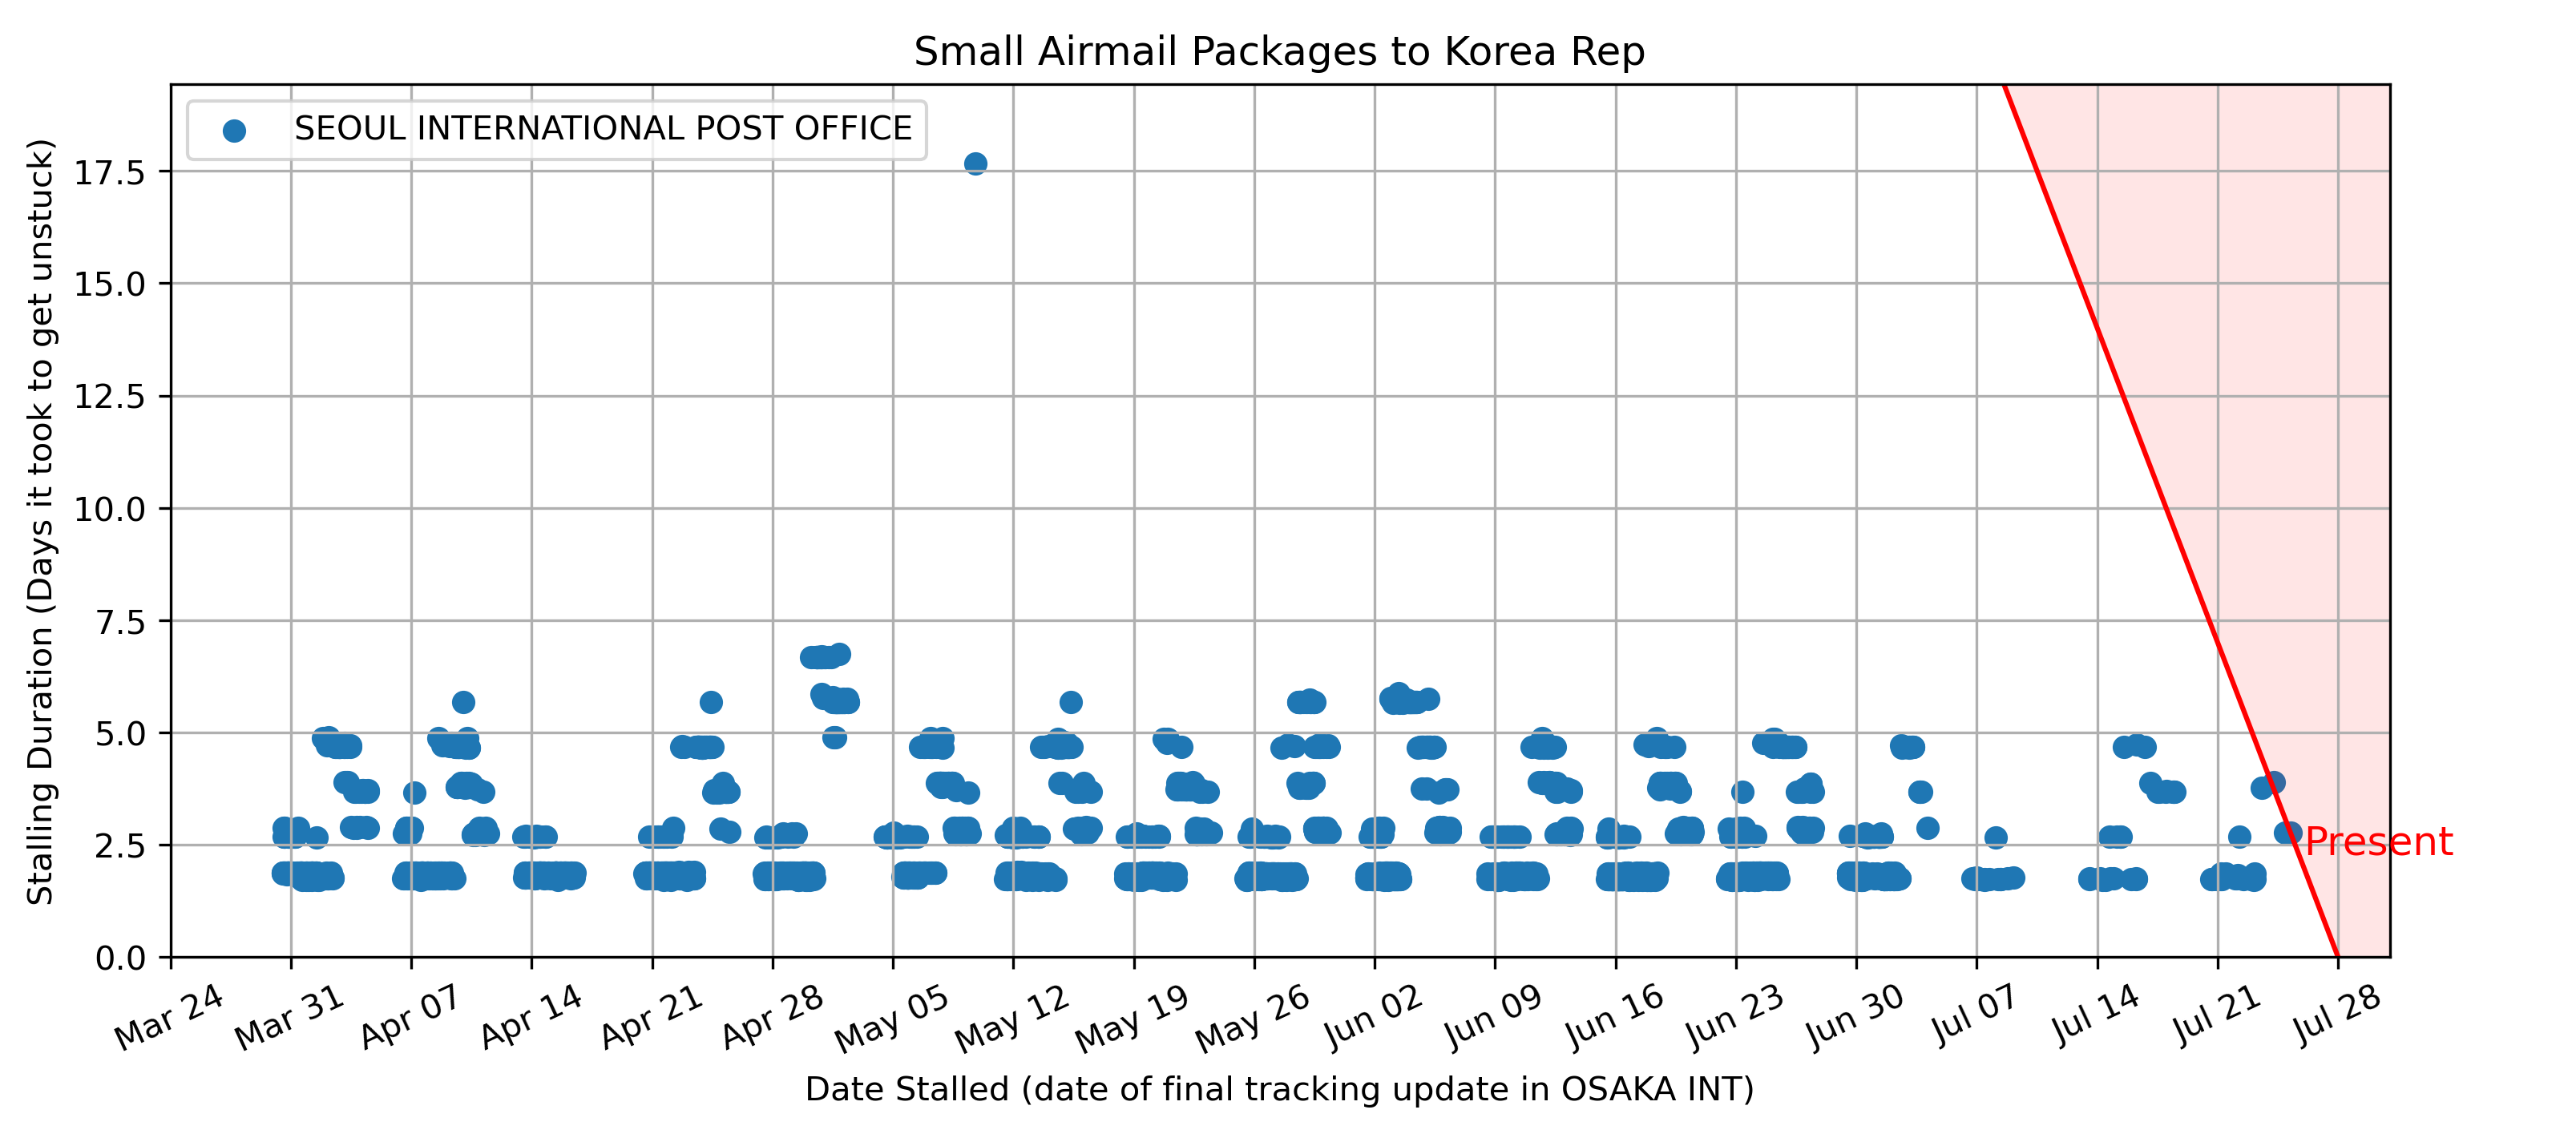 Small Airmail Packages to Korea Rep
SEOUL INTERNATIONAL POST OFFICE
Stalling Duration (Days it took to get unstuck)
17.5
15.0
12.5
10.0
7.5
5.0
2.5
0.0
Present
Mar 24
Mar 31
Apr 07
Apr 14
Apr 21
Apr 28
May 05
May 12
May 19
May 26
Jun 02
Jun 09
Jun 16
Jun 23
Jun 30
Jul 07
Jul 14
Jul 21
Jul 28
Date Stalled (date of final tracking update in OSAKA INT)